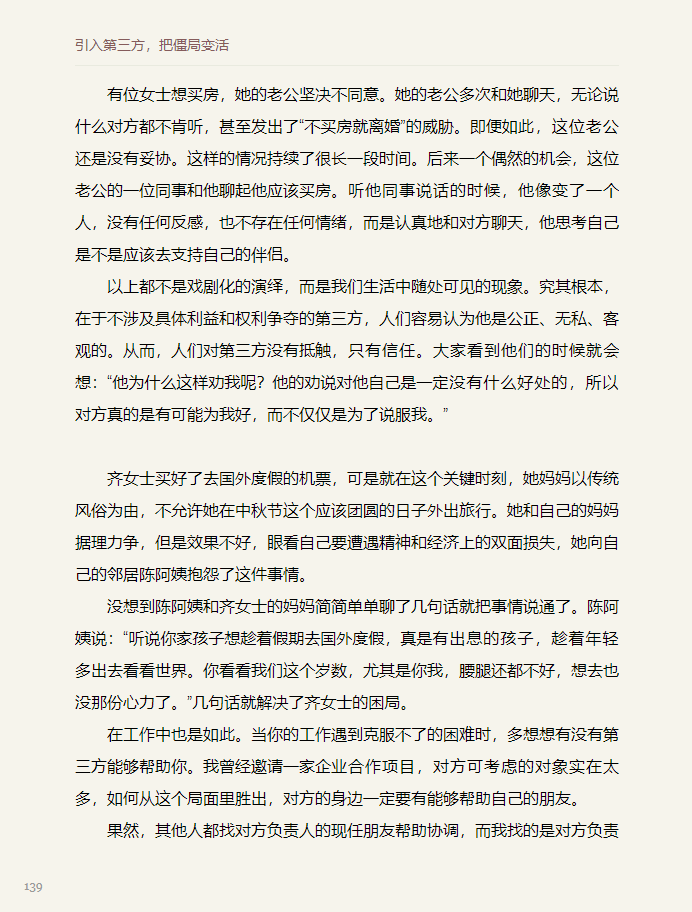 引入第三方，把僵局变活
有位女士想买房，她的老公坚决不同意。她的老公多次和她聊天，无论说
什么对方都不肯听，甚至发出了“不买房就离婚”的威胁。即便如此，这位老公
还是没有妥协。这样的情况持续了很长一段时间。后来一个偶然的机会，这位
老公的一位同事和他聊起他应该买房。听他同事说话的时候，他像变了一个
人，没有任何反感，也不存在任何情绪，而是认真地和对方聊天，他思考自己
是不是应该去支持自己的伴侣。
以上都不是戏剧化的演绎，而是我们生活中随处可见的现象。究其根本，
在于不涉及具体利益和权利争夺的第三方，人们容易认为他是公正、无私、客
观的。从而，人们对第三方没有抵触，只有信任。大家看到他们的时候就会
想：“他为什么这样劝我呢？他的劝说对他自己是一定没有什么好处的，所以
对方真的是有可能为我好，而不仅仅是为了说服我。”
齐女士买好了去国外度假的机票，可是就在这个关键时刻，她妈妈以传统
风俗为由，不允许她在中秋节这个应该团圆的日子外出旅行。她和自己的妈妈
据理力争，但是效果不好，眼看自己要遭遇精神和经济上的双面损失，她向自
己的邻居陈阿姨抱怨了这件事情。
没想到陈阿姨和齐女士的妈妈简简单单聊了几句话就把事情说通了。陈阿
姨说：“听说你家孩子想趁着假期去国外度假，真是有出息的孩子，趁着年轻
多出去看看世界。你看看我们这个岁数，尤其是你我，腰腿还都不好，想去也
没那份心力了。”几句话就解决了齐女士的困局。
在工作中也是如此。当你的工作遇到克服不了的困难时，多想想有没有第
三方能够帮助你。我曾经邀请一家企业合作项目，对方可考虑的对象实在太
多，如何从这个局面里胜出，对方的身边一定要有能够帮助自己的朋友。
果然，其他人都找对方负责人的现任朋友帮助协调，而我找的是对方负责
139